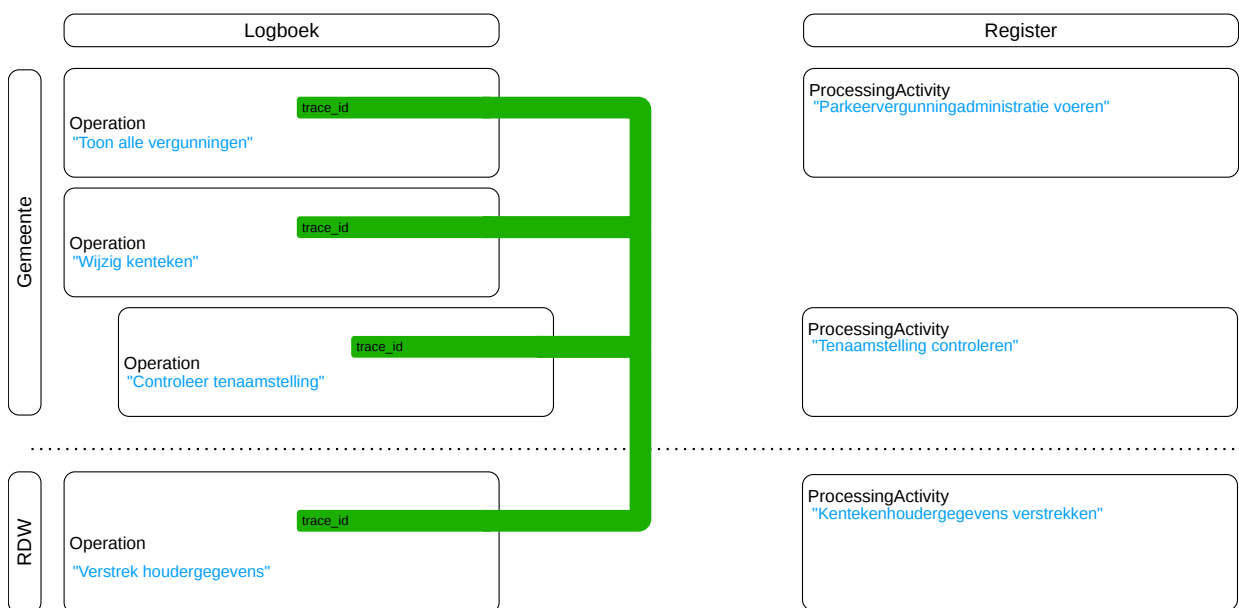 Logboek
Register
Gemeente
trace_id
Operation
"Toon alle vergunningen"
ProcessingActivity
"Parkeervergunningadministratie voeren"
trace_id
Operation
"Wijzig kenteken"
trace_id
Operation
"Controleer tenaamstelling"
ProcessingActivity
"Tenaamstelling controleren"
RDW
trace_id
Operation
"Verstrek houdergegevens"
ProcessingActivity
"Kentekenhoudergegevens verstrekken"